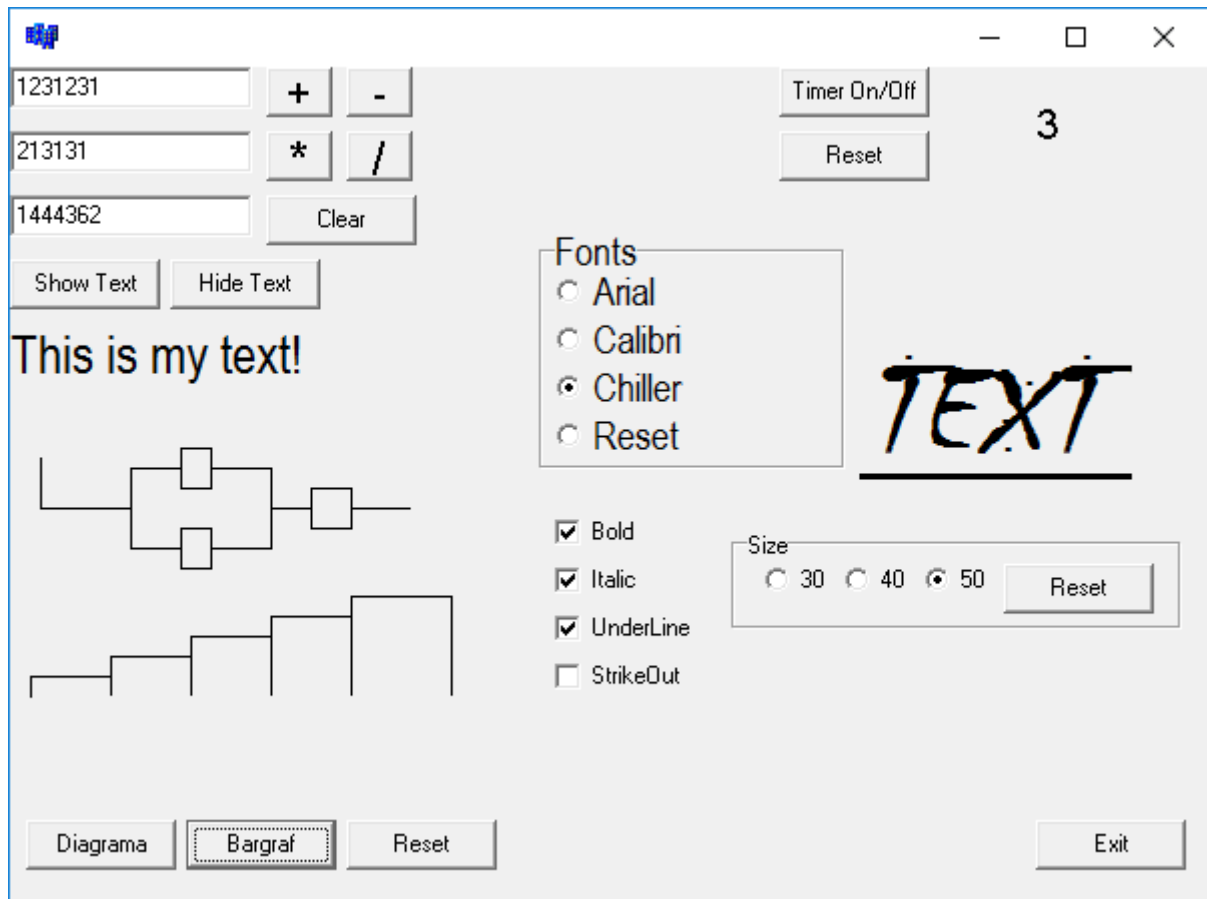 1231231
+ -
Timer On/Off
3
213131
* /
Reset
1444362
Clear
Show Text Hide Text
This is my text!
Fonts
Arial
Calibri
Chiller
Reset
TEXT
Bold
Italic
UnderLine
StrikeOut
Size
30 40 50 Reset
Diagrama Bargraf Reset
Exit